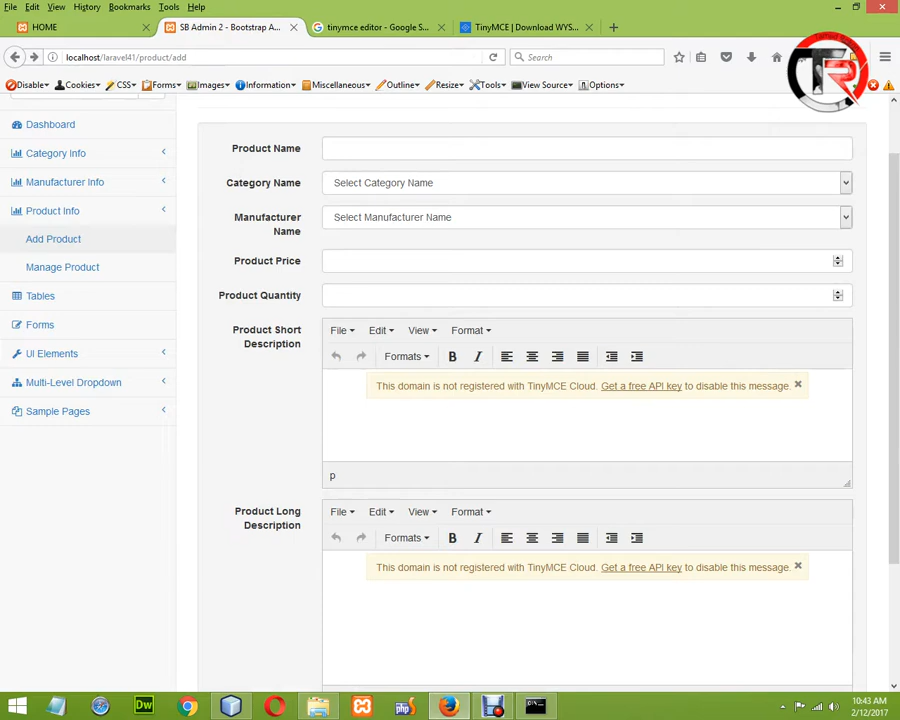 File Edit View History Bookmarks Tools Help
HOME × SB Admin 2 - Bootstrap A... × tinymce editor - Google S... × TinyMCE | Download WYS... × +
localhost/laravel41/product/add Search
Disable Cookies CSS Forms Images Information Miscellaneous Outline Resize Tools View Source Options
Dashboard
Category Info
Manufacturer Info
Product Info
Add Product
Manage Product
Tables
Forms
UI Elements
Multi-Level Dropdown
Sample Pages
Product Name
Category Name Select Category Name
Manufacturer Name Select Manufacturer Name
Product Price
Product Quantity
Product Short Description
File Edit View Format
Formats B I
This domain is not registered with TinyMCE Cloud. Get a free API key to disable this message. ×
p
Product Long Description
File Edit View Format
Formats B I
This domain is not registered with TinyMCE Cloud. Get a free API key to disable this message. ×
Dw php
10:43 AM
2/12/2017